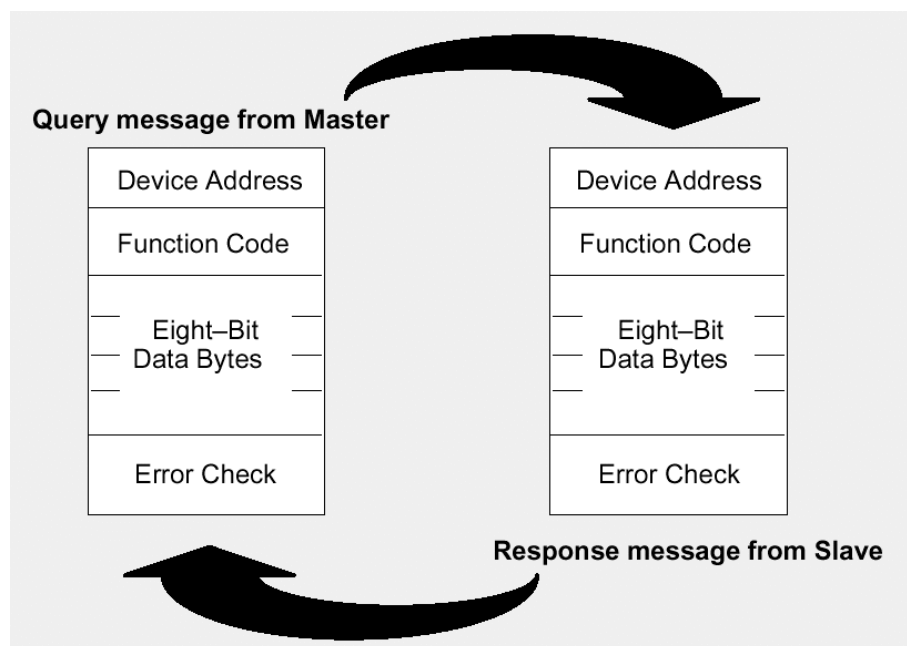 Query message from Master
Device Address
Function Code
Eight–Bit
Data Bytes
Error Check
Device Address
Function Code
Eight–Bit
Data Bytes
Error Check
Response message from Slave